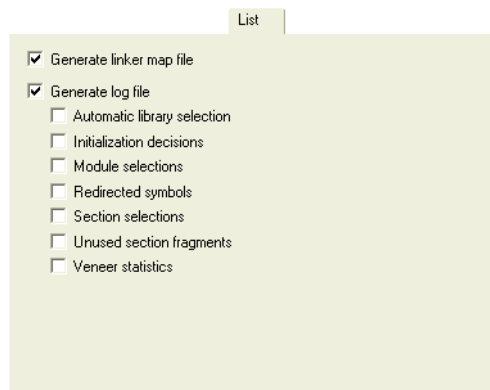 List
Generate linker map file
Generate log file
Automatic library selection
Initialization decisions
Module selections
Redirected symbols
Section selections
Unused section fragments
Veneer statistics